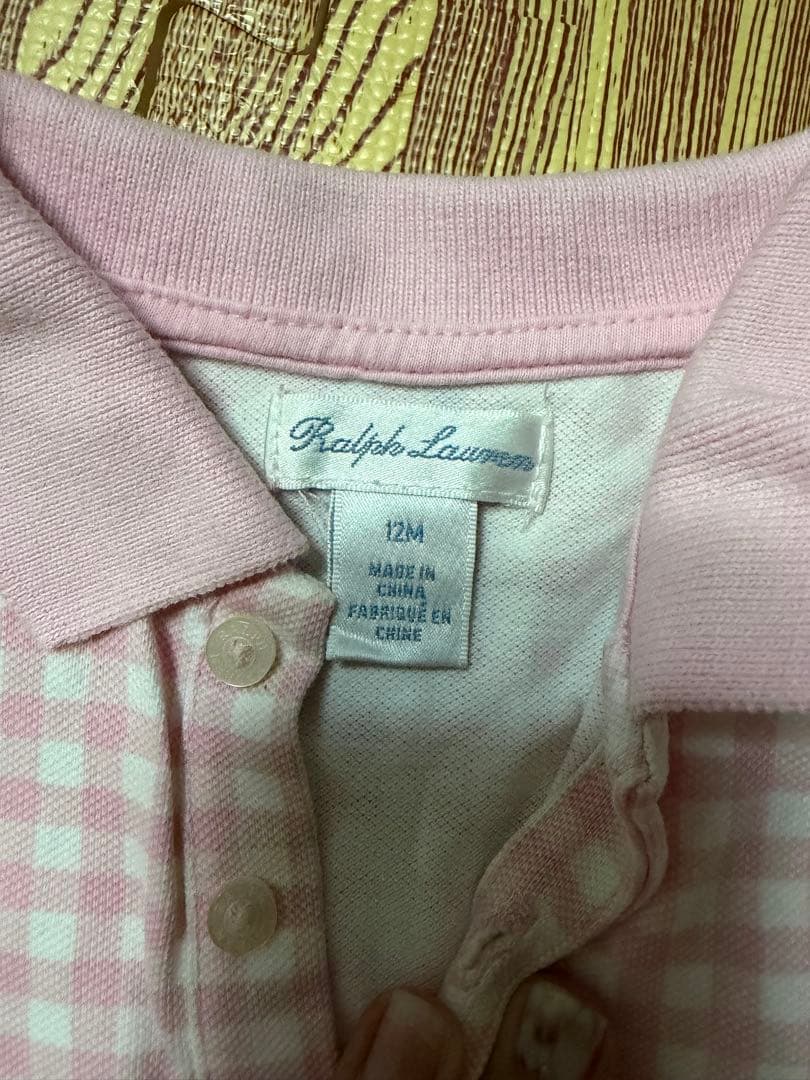 Ralph Lauren
12M
MADE IN
CHINA
FABRIQUÉ EN
CHINE